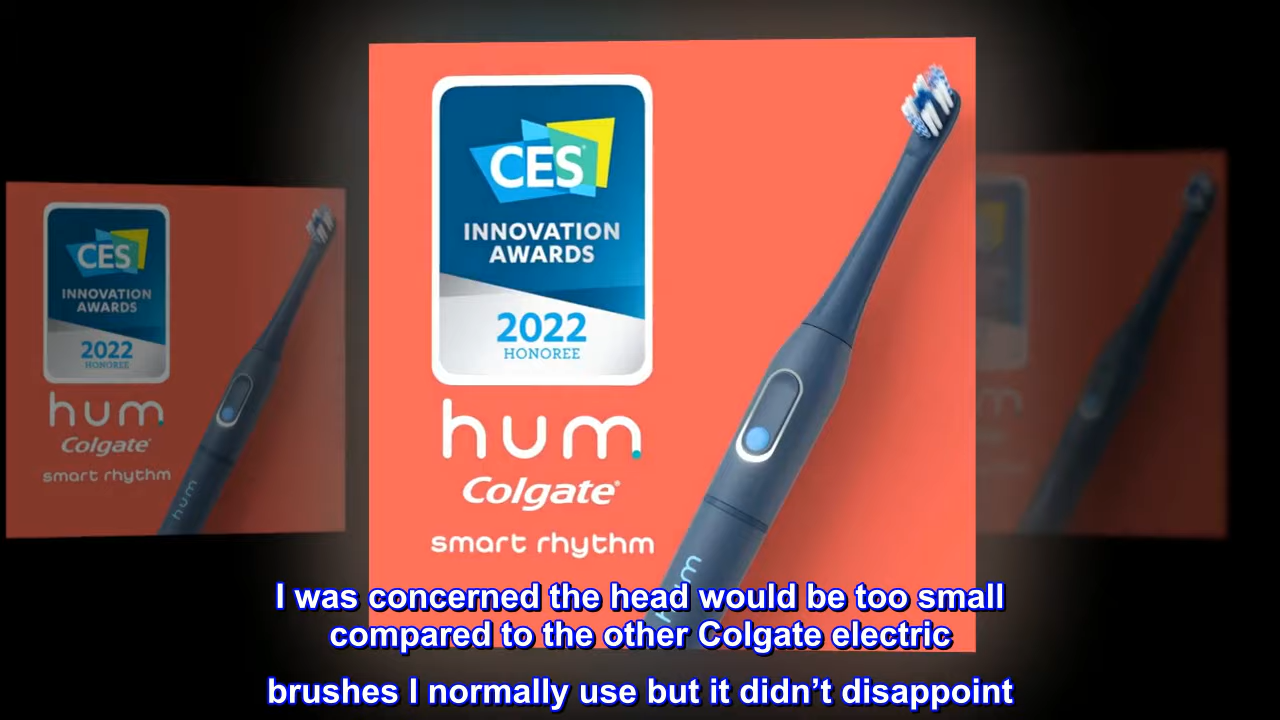 CES
INNOVATION
AWARDS
2022
HONOREE
hum
Colgate
smart rhythm
hum
CES
INNOVATION
AWARDS
2022
HONOREE
hum
Colgate
smart rhythm
hum
I was concerned the head would be too small
compared to the other Colgate electric
brushes I normally use but it didn’t disappoint